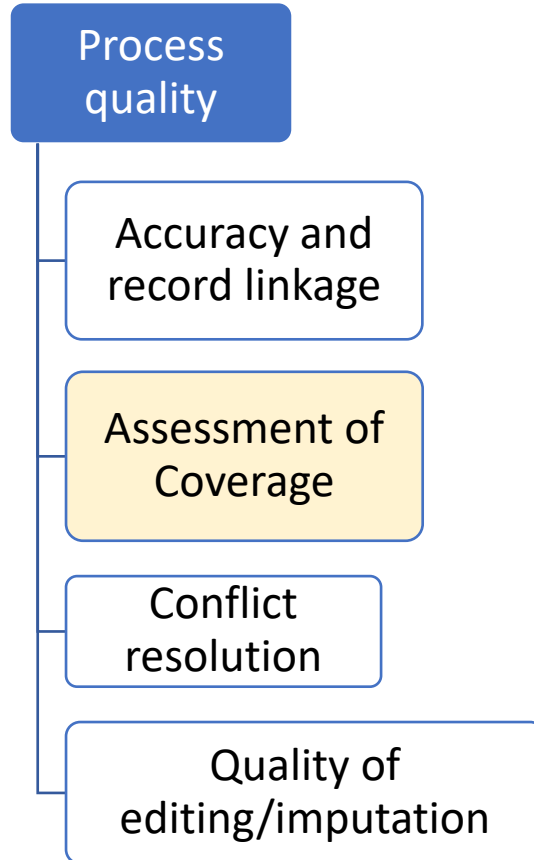 Process
quality
Accuracy and
record linkage
Assessment of
Coverage
Conflict
resolution
Quality of
editing/imputation